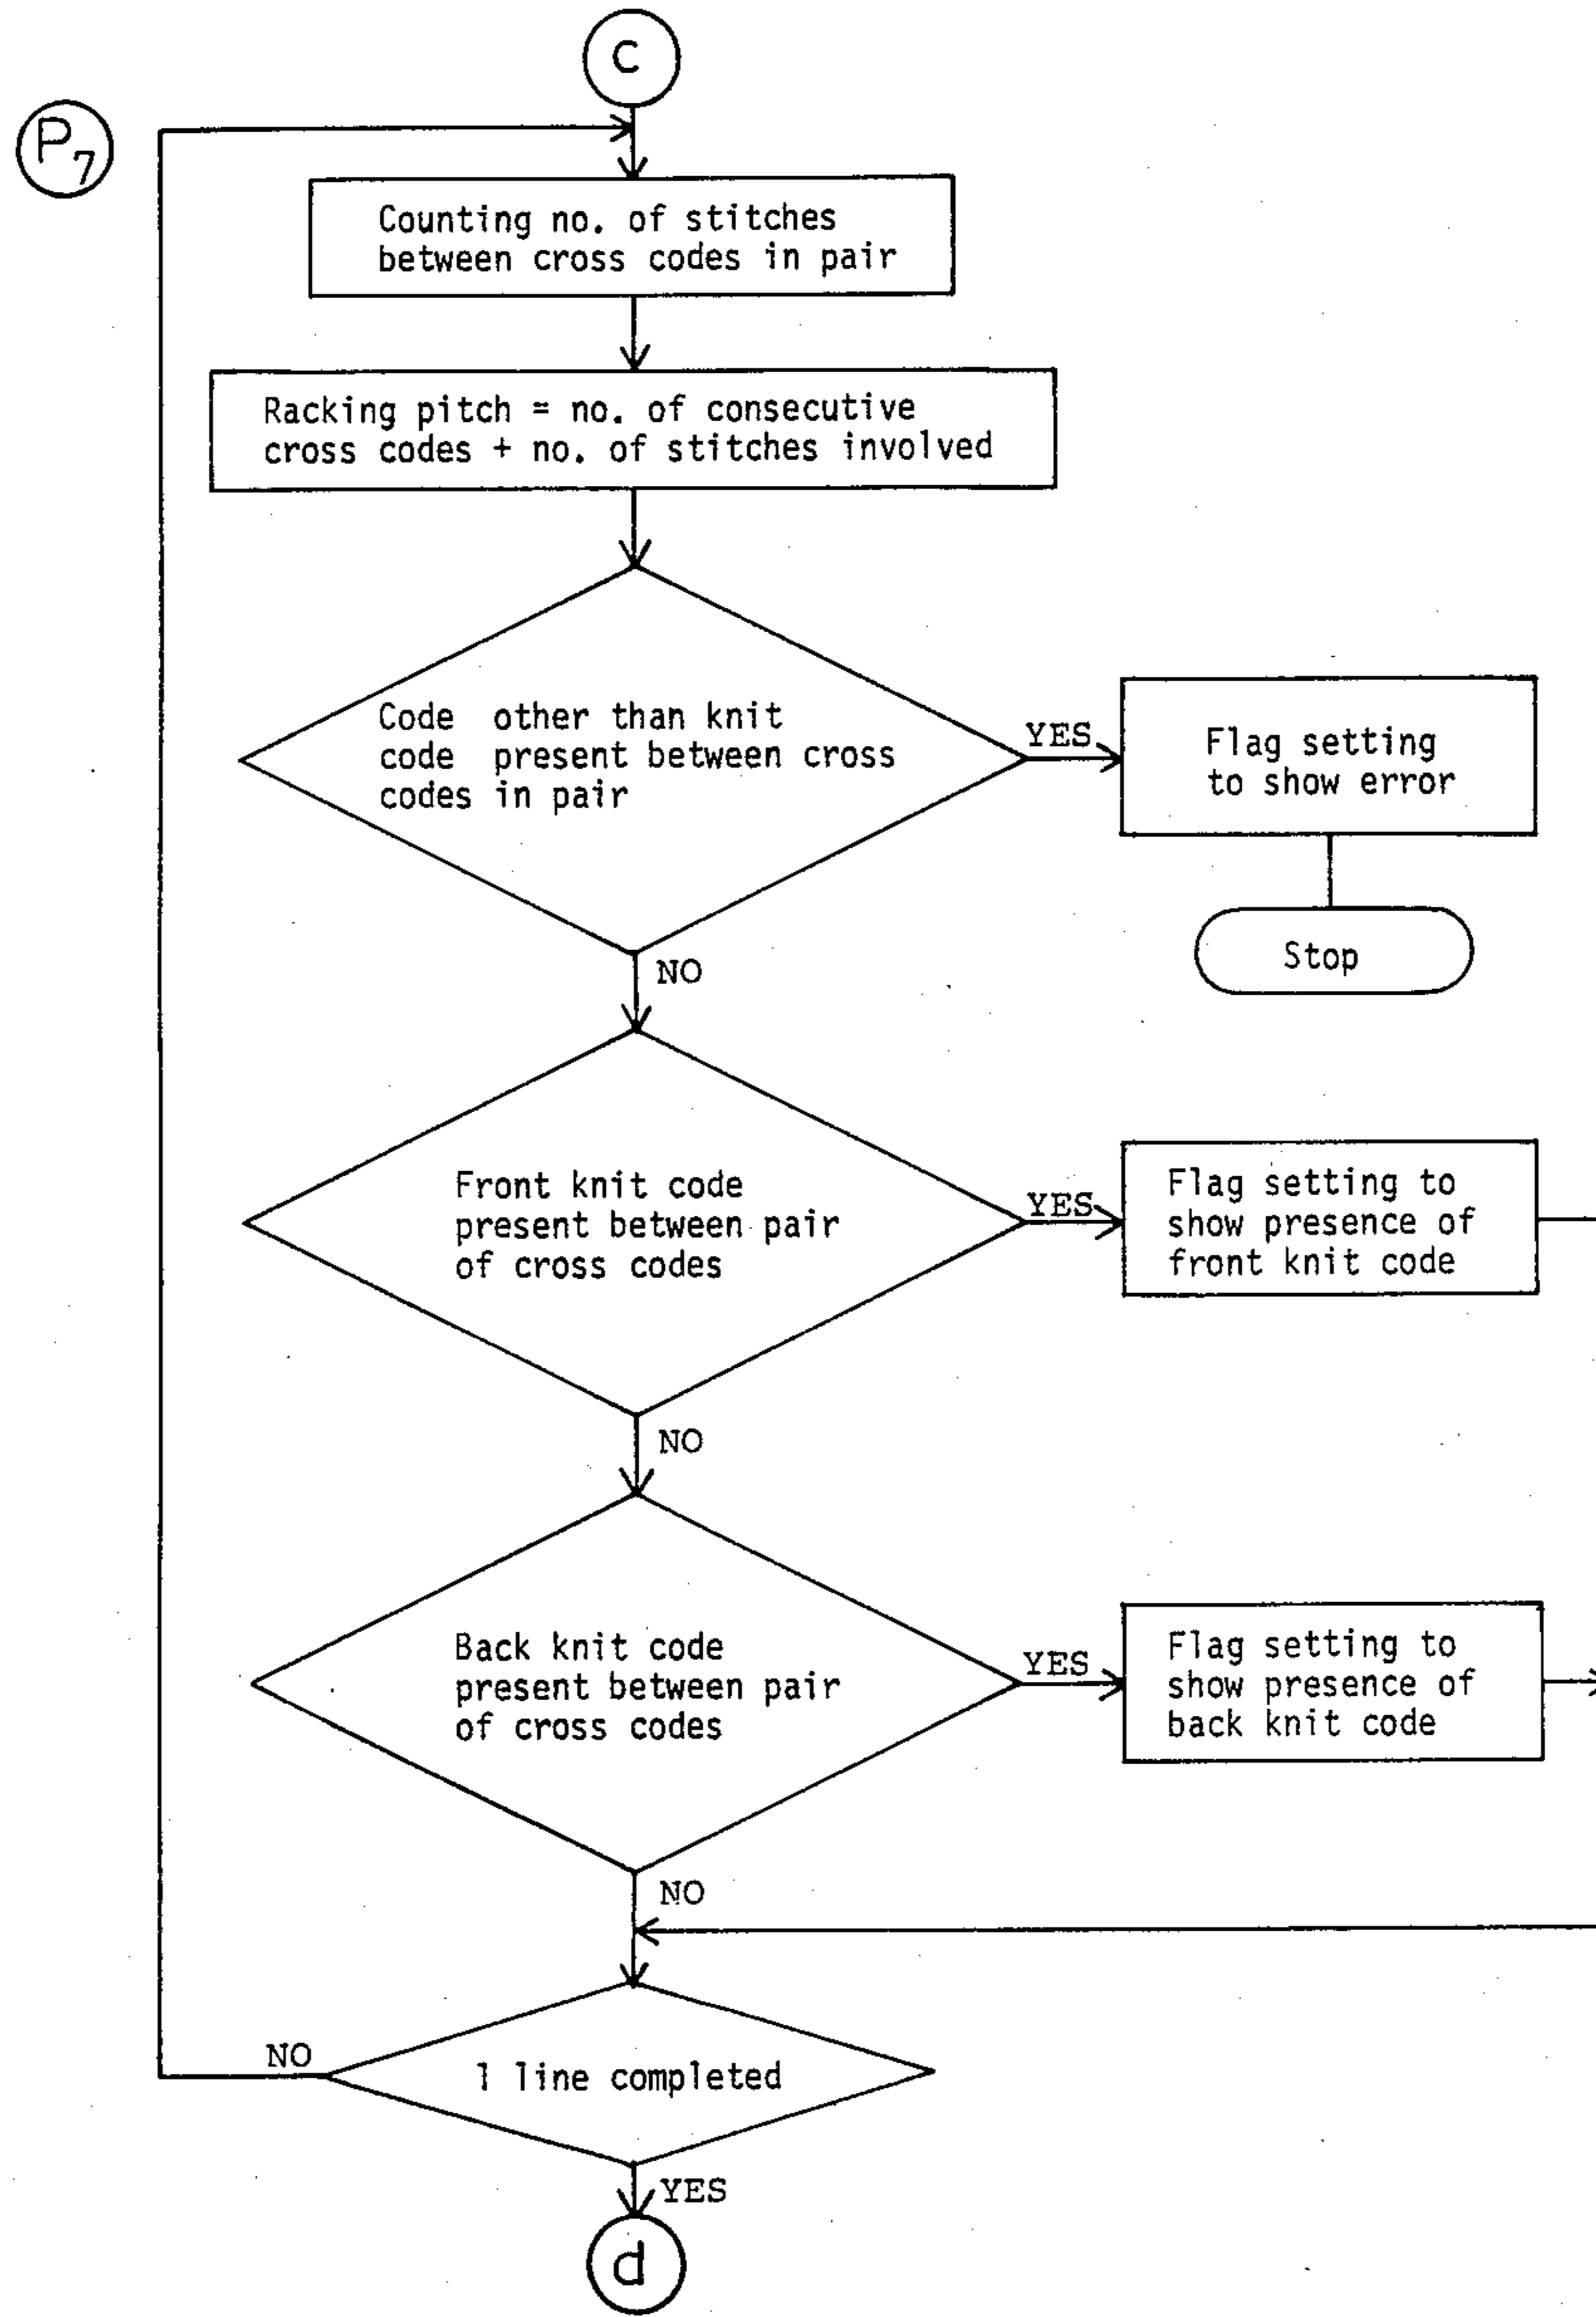 C
P7
Counting no. of stitches
between cross codes in pair
Racking pitch = no. of consecutive
cross codes + no. of stitches involved
Code other than knit
code present between cross
codes in pair
YES
Flag setting
to show error
Stop
NO
Front knit code
present between pair
of cross codes
YES
Flag setting to
show presence of
front knit code
NO
Back knit code
present between pair
of cross codes
YES
Flag setting to
show presence of
back knit code
NO
NO
1 line completed
YES
d